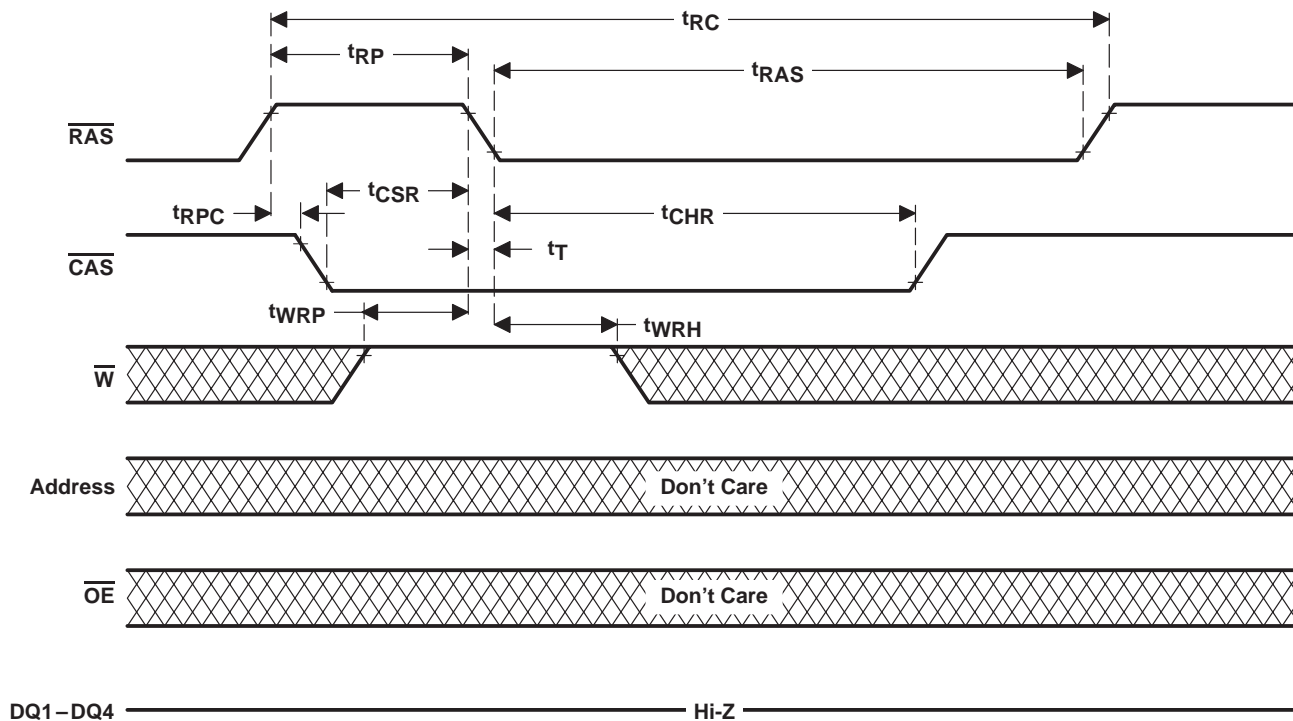 tRC
tRP
tRAS
RAS
tCSR
tRPC
tCHR
tT
CAS
tWRP
tWRH
W
Address
Don't Care
OE
Don't Care
DQ1–DQ4
Hi-Z